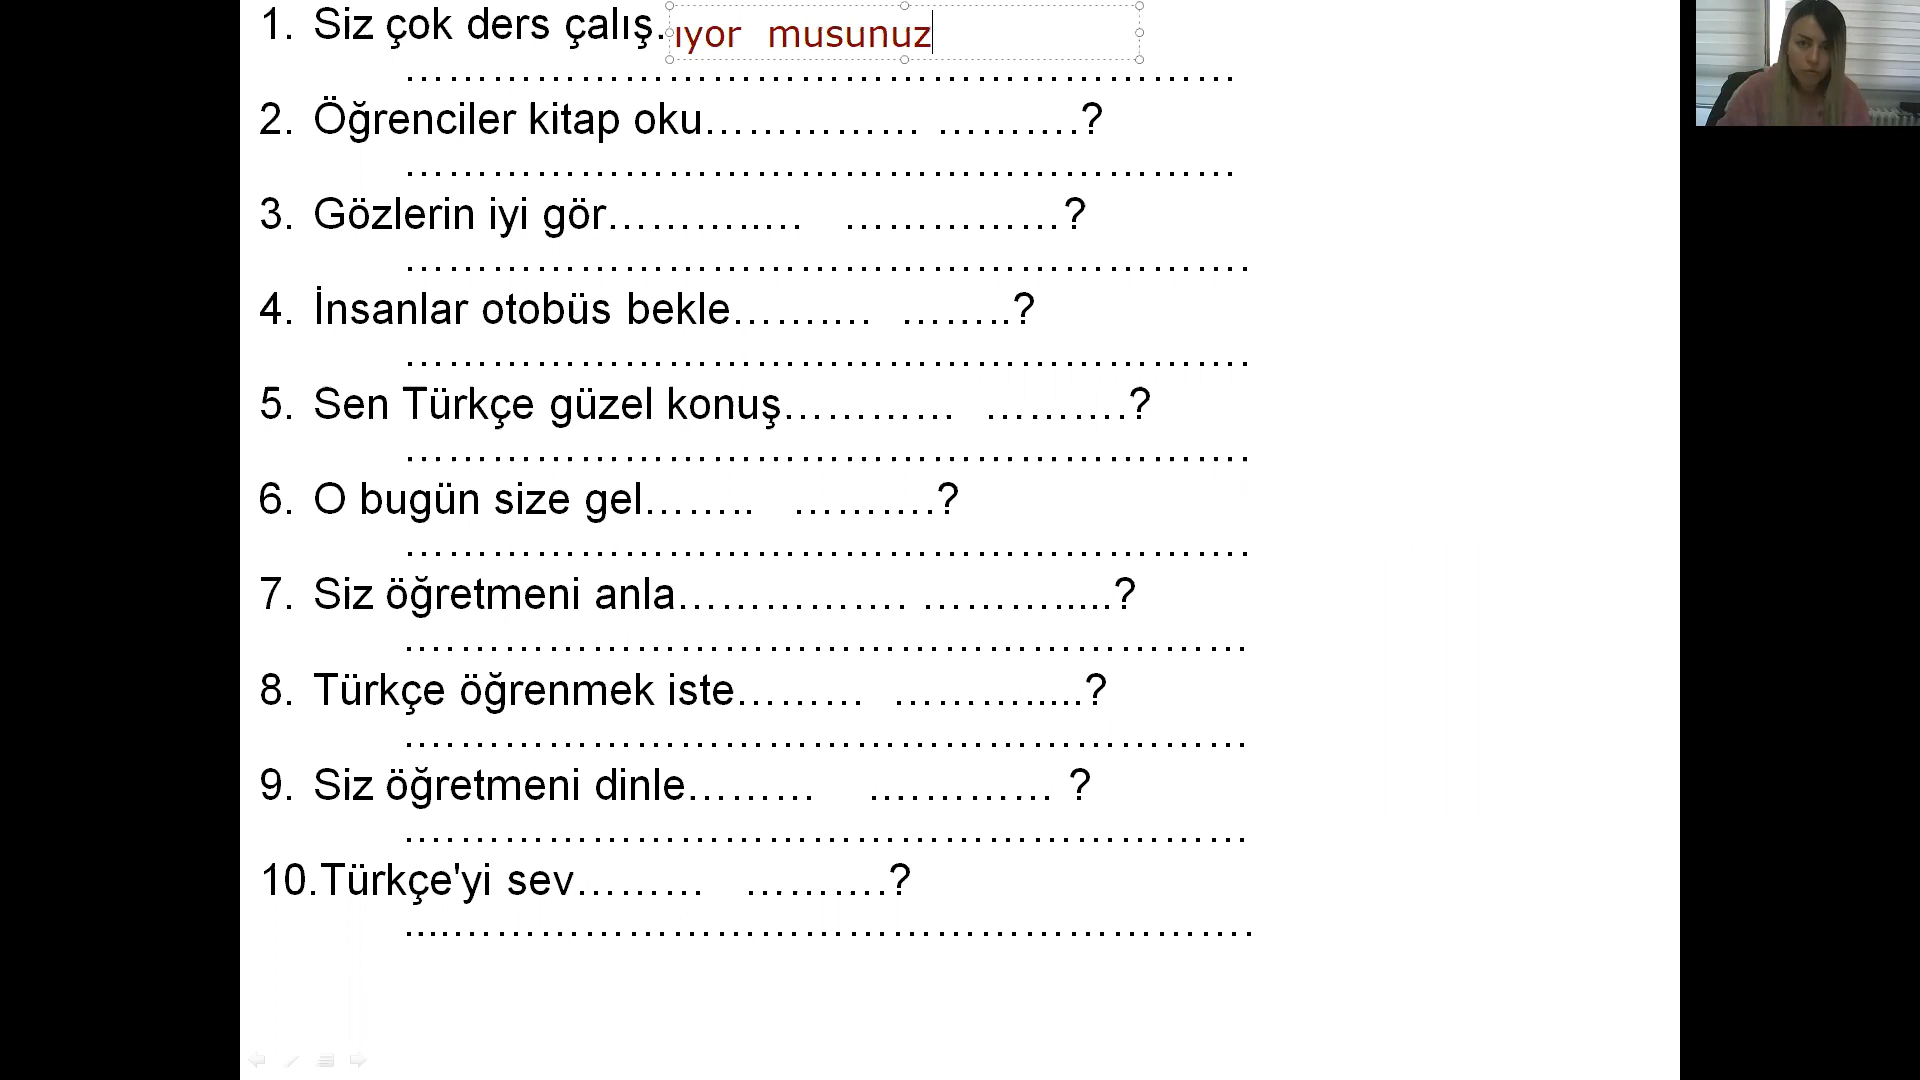 1. Siz çok ders çalış. ıyor musunuz
……………………………………………………
2. Öğrenciler kitap oku…………… ……….?
……………………………………………………
3. Gözlerin iyi gör………..… ……………?
…………………………………………………….
4. İnsanlar otobüs bekle………. ……..?
…………………………………………………….
5. Sen Türkçe güzel konuş………… ……….?
…………………………………………………….
6. O bugün size gel…….. ……….?
…………………………………………………….
7. Siz öğretmeni anla……………. ……….....?
…………………………………………………….
8. Türkçe öğrenmek iste……… ……….....?
…………………………………………………….
9. Siz öğretmeni dinle……… ………….. ?
…………………………………………………….
10.Türkçe'yi sev……… ……….?
....………………………………………………….